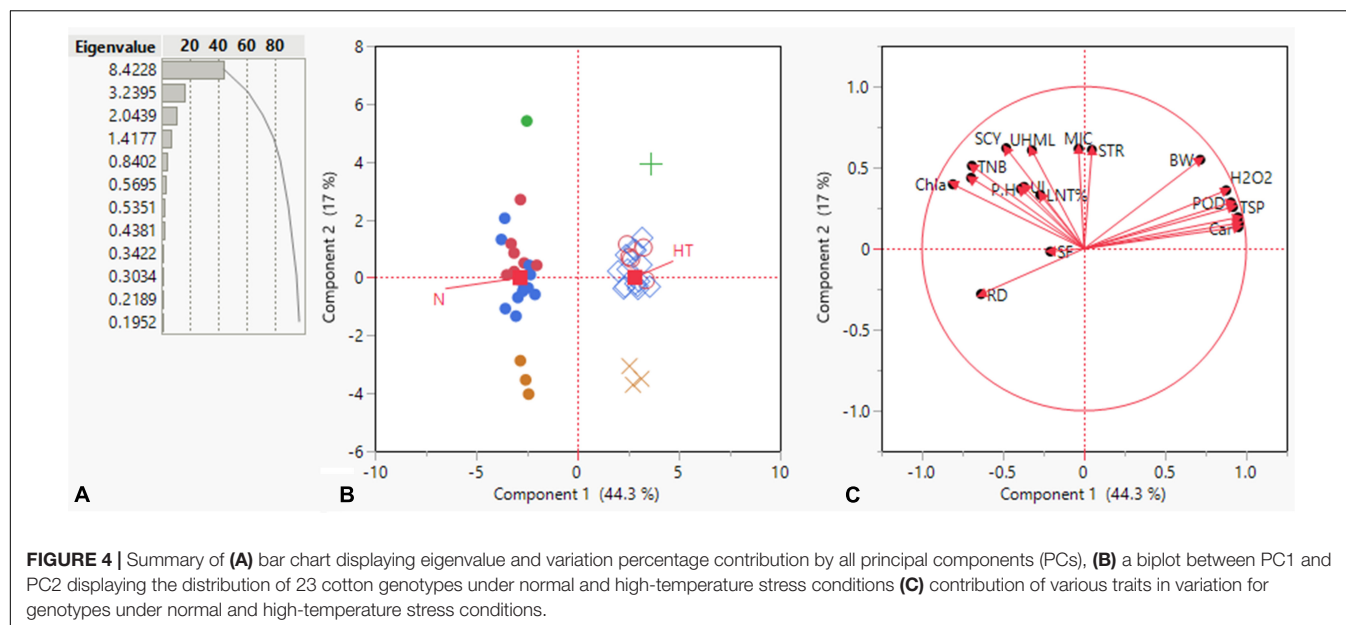 Eigenvalue 20 40 60 80
8.4228
3.2395
2.0439
1.4177
0.8402
0.5695
0.5351
0.4381
0.3422
0.3034
0.2189
0.1952
A
8
6
4
2
0
-2
-4
-6
Component 2 (17 %)
N
HT
-10 -5 0 5 10
Component 1 (44.3 %)
B
1.0
0.5
0
-0.5
-1.0
Component 2 (17 %)
SCY UHML MIC STR
BW
TNB
Chla
P.H UI LNT%
H2O2
POD TSP
Car
SF
RD
-1.0 -0.5 0 0.5 1.0
Component 1 (44.3 %)
C
FIGURE 4 | Summary of (A) bar chart displaying eigenvalue and variation percentage contribution by all principal components (PCs), (B) a biplot between PC1 and
PC2 displaying the distribution of 23 cotton genotypes under normal and high-temperature stress conditions (C) contribution of various traits in variation for
genotypes under normal and high-temperature stress conditions.